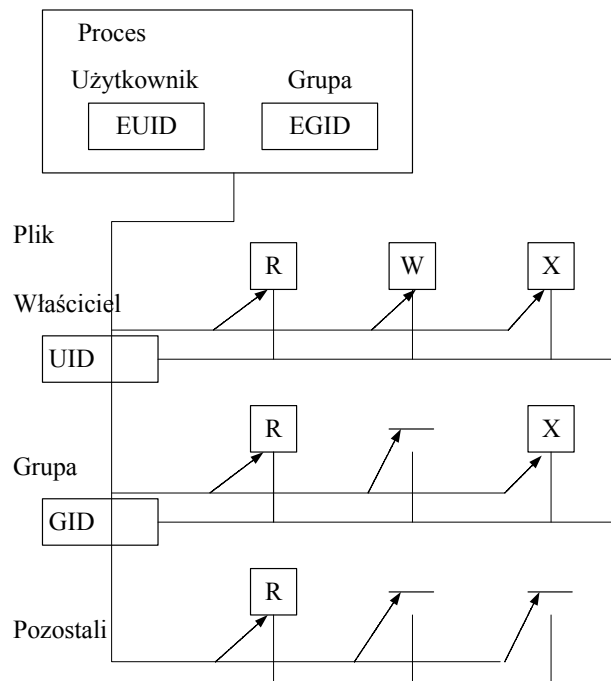 Proces
Użytkownik Grupa
EUID EGID
Plik
R W X
Właściciel
UID
R X
Grupa
GID
R
Pozostali